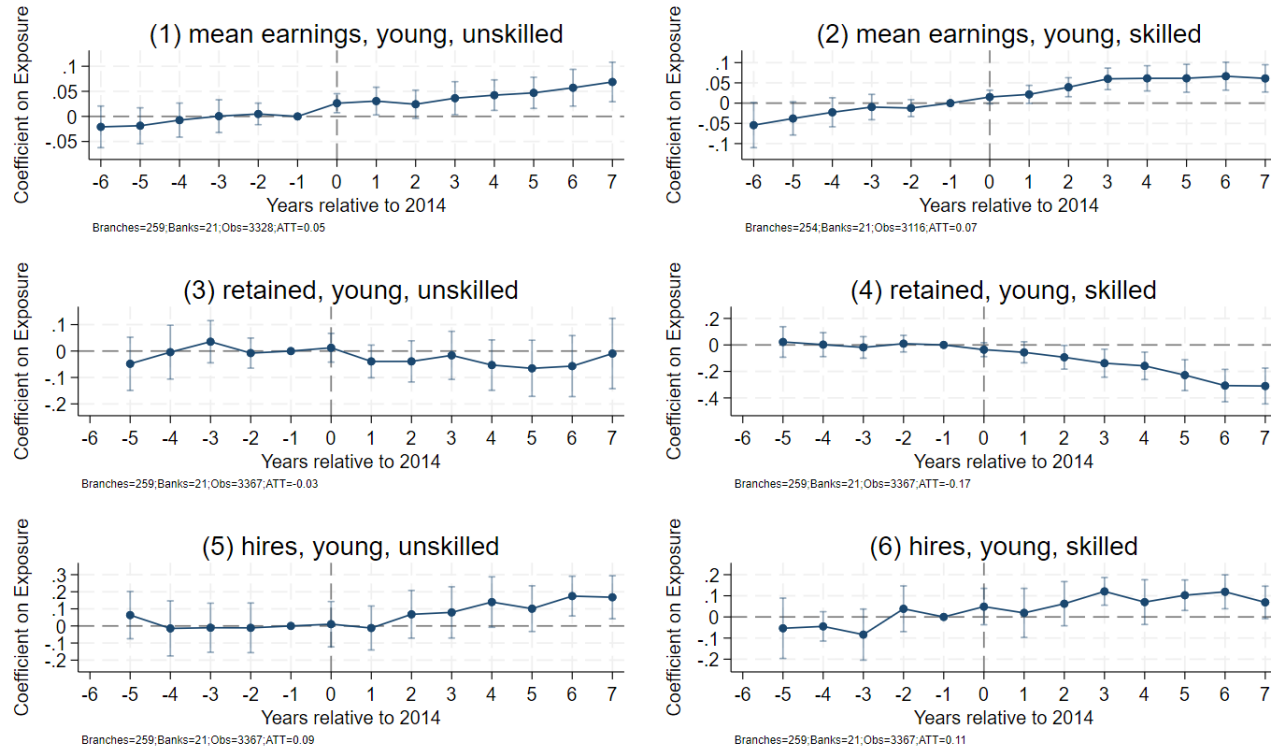 (1) mean earnings, young, unskilled
Coefficient on Exposure
.1
.05
0
-.05
-6 -5 -4 -3 -2 -1 0 1 2 3 4 5 6 7
Years relative to 2014
Branches=259;Banks=21;Obs=3328;ATT=0.05
(2) mean earnings, young, skilled
Coefficient on Exposure
.1
.05
0
-.05
-.1
-6 -5 -4 -3 -2 -1 0 1 2 3 4 5 6 7
Years relative to 2014
Branches=254;Banks=21;Obs=3116;ATT=0.07
(3) retained, young, unskilled
Coefficient on Exposure
.1
0
-.1
-.2
-6 -5 -4 -3 -2 -1 0 1 2 3 4 5 6 7
Years relative to 2014
Branches=259;Banks=21;Obs=3367;ATT=-0.03
(4) retained, young, skilled
Coefficient on Exposure
.2
0
-.2
-.4
-6 -5 -4 -3 -2 -1 0 1 2 3 4 5 6 7
Years relative to 2014
Branches=259;Banks=21;Obs=3367;ATT=-0.17
(5) hires, young, unskilled
Coefficient on Exposure
.3
.2
.1
0
-.1
-.2
-6 -5 -4 -3 -2 -1 0 1 2 3 4 5 6 7
Years relative to 2014
Branches=259;Banks=21;Obs=3367;ATT=0.09
(6) hires, young, skilled
Coefficient on Exposure
.2
.1
0
-.1
-.2
-6 -5 -4 -3 -2 -1 0 1 2 3 4 5 6 7
Years relative to 2014
Branches=259;Banks=21;Obs=3367;ATT=0.11